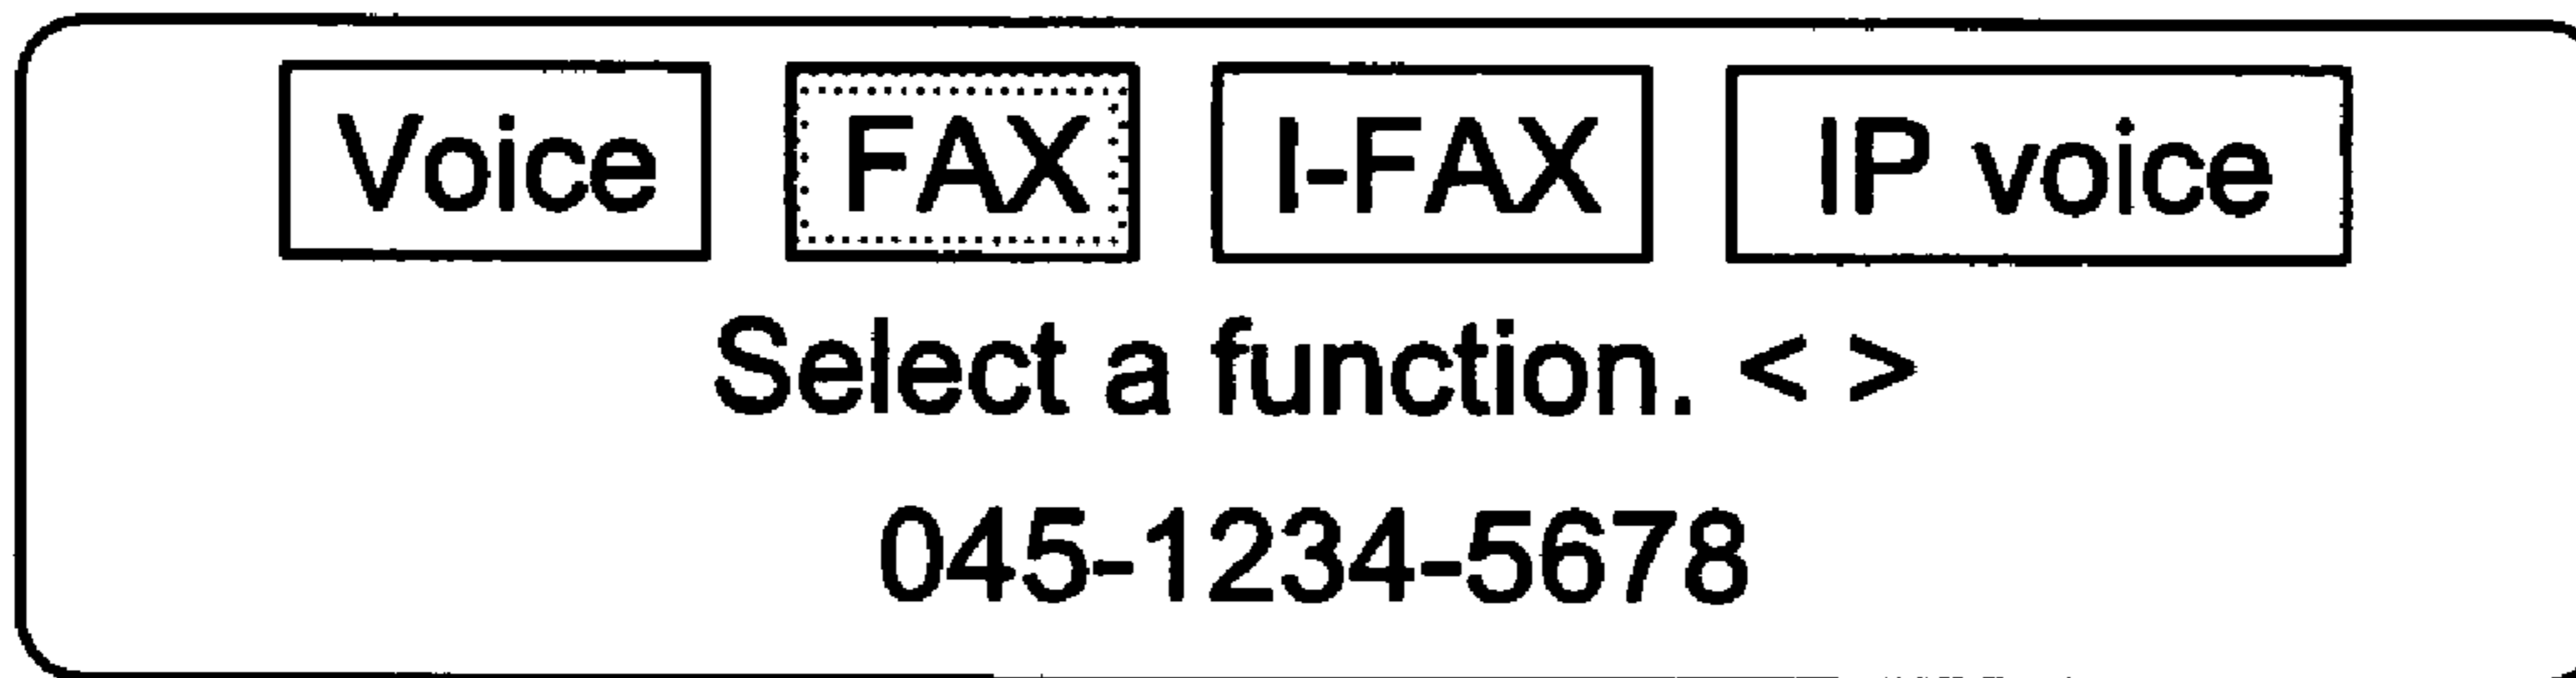 Voice FAX I-FAX IP voice
Select a function. < >
045-1234-5678